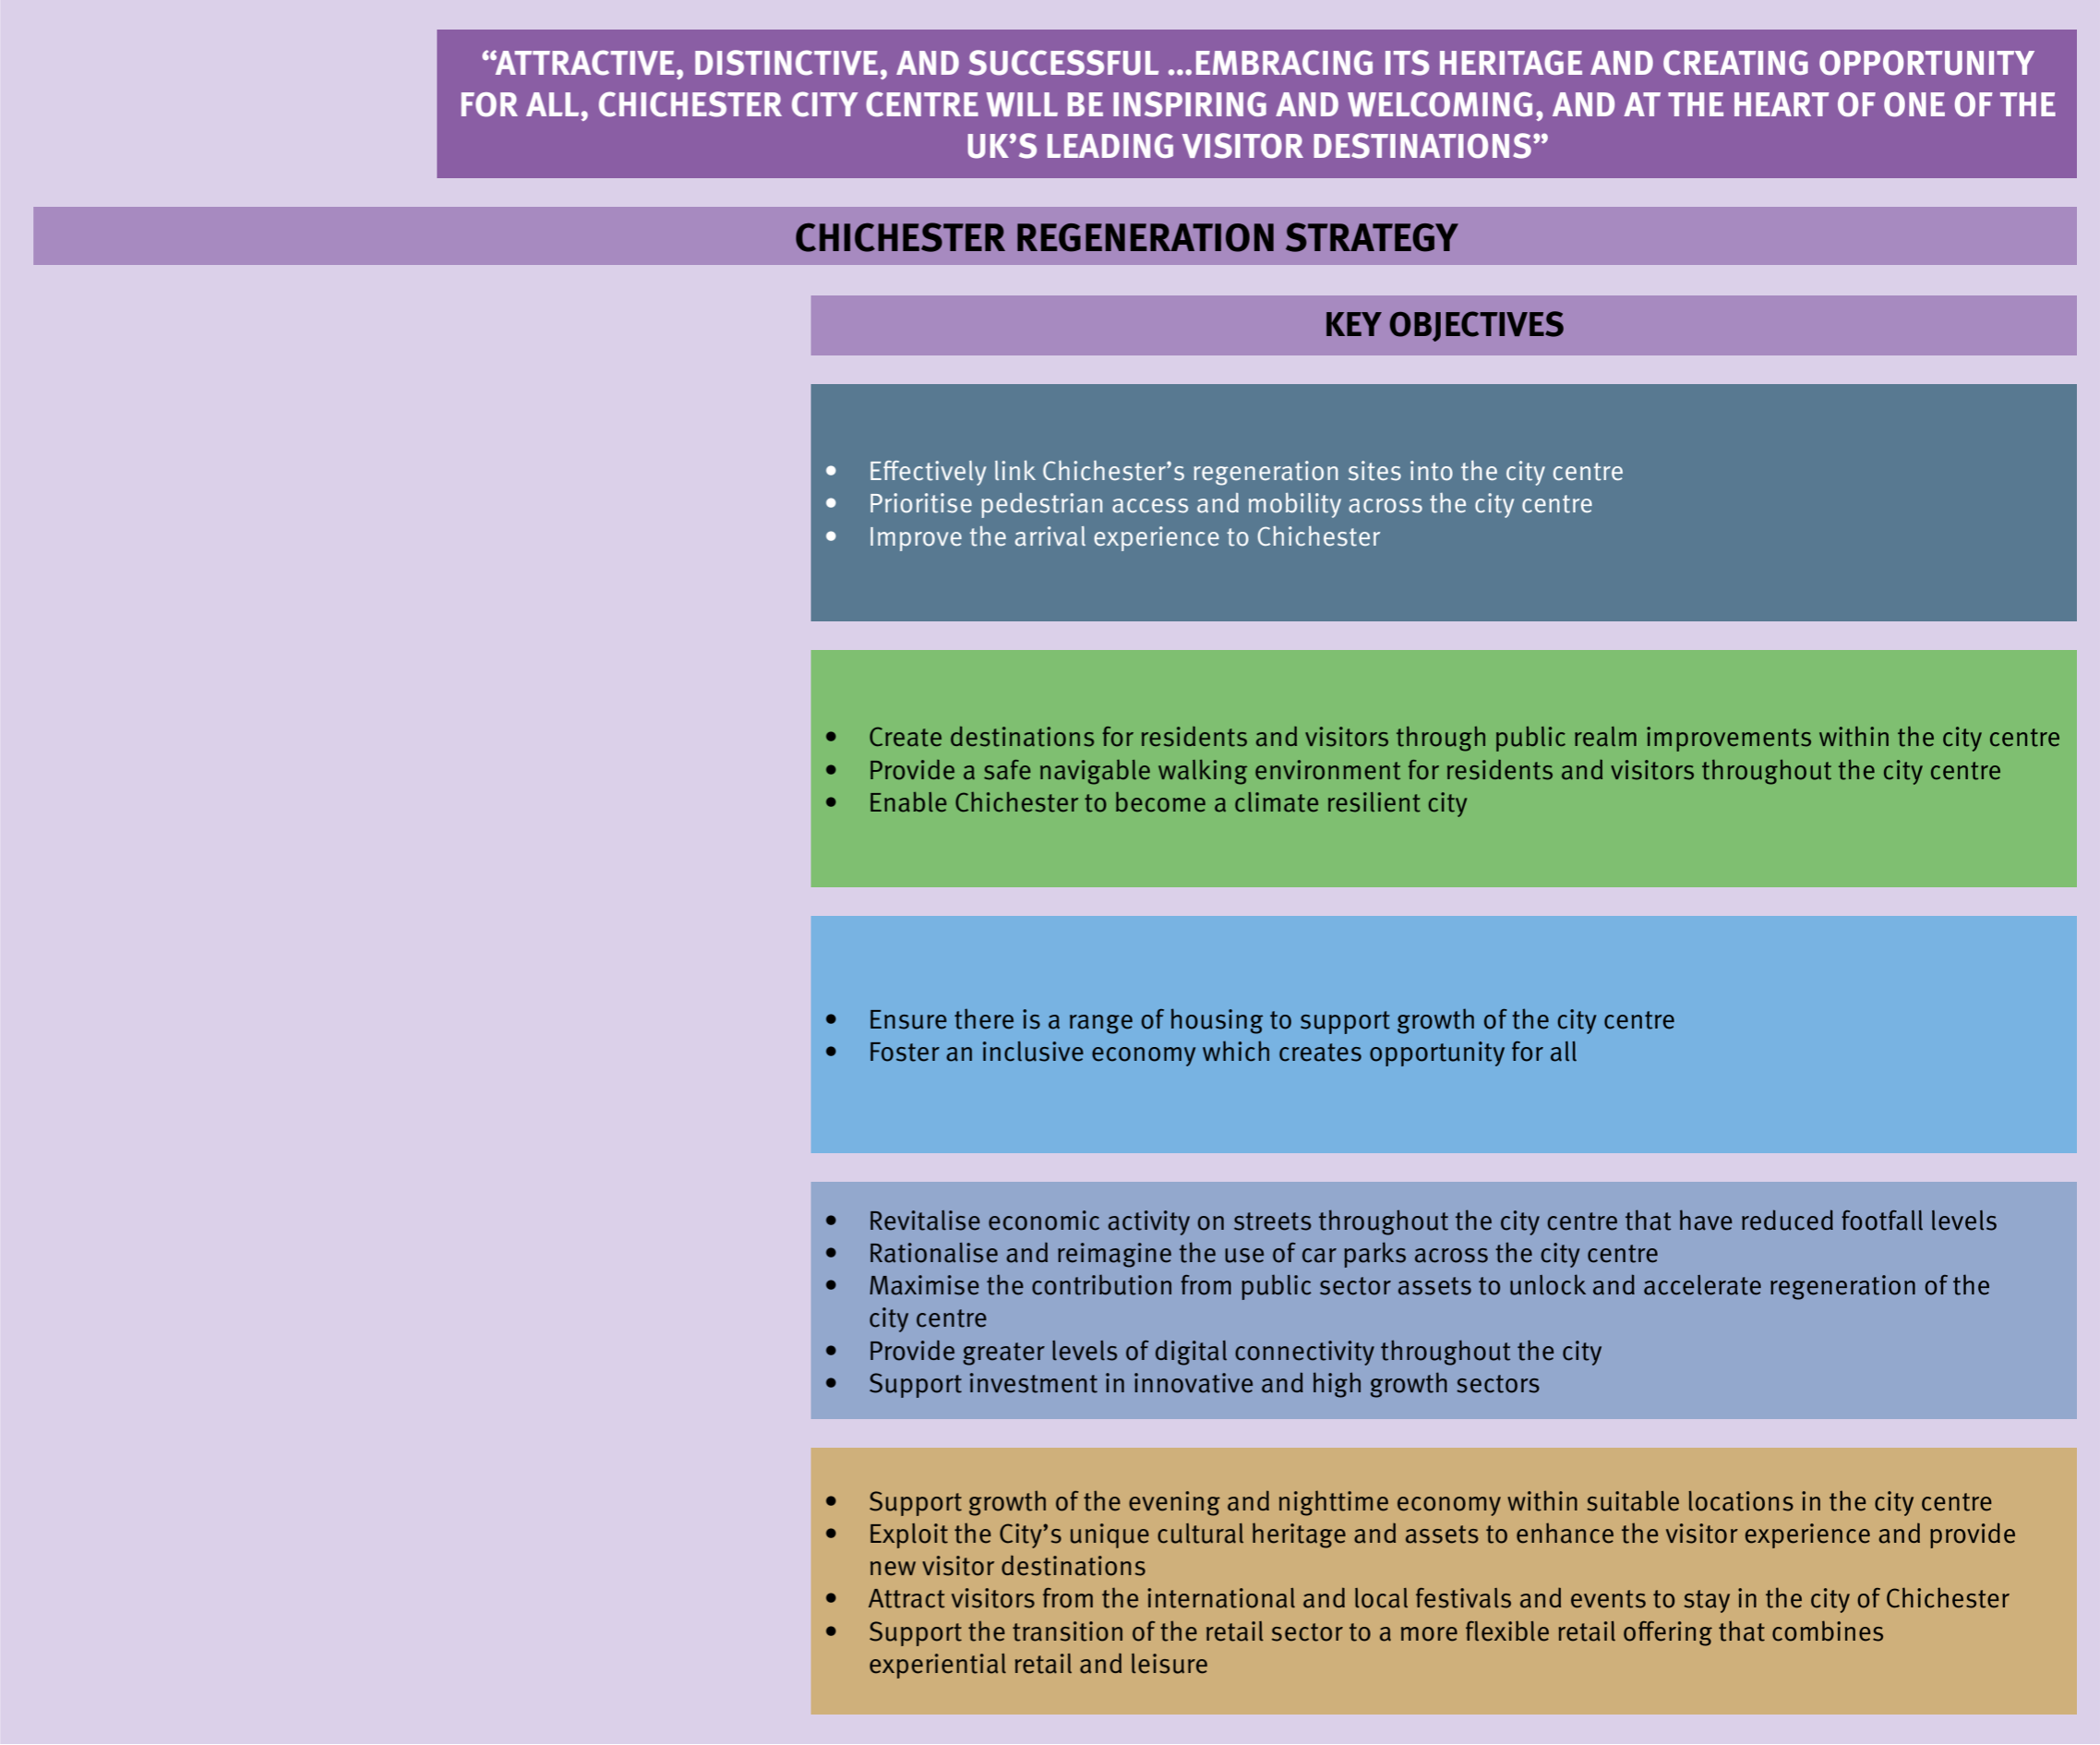 “ATTRACTIVE, DISTINCTIVE, AND SUCCESSFUL ...EMBRACING ITS HERITAGE AND CREATING OPPORTUNITY
FOR ALL, CHICHESTER CITY CENTRE WILL BE INSPIRING AND WELCOMING, AND AT THE HEART OF ONE OF THE
UK’S LEADING VISITOR DESTINATIONS”
CHICHESTER REGENERATION STRATEGY
KEY OBJECTIVES
• Effectively link Chichester’s regeneration sites into the city centre
• Prioritise pedestrian access and mobility across the city centre
• Improve the arrival experience to Chichester
• Create destinations for residents and visitors through public realm improvements within the city centre
• Provide a safe navigable walking environment for residents and visitors throughout the city centre
• Enable Chichester to become a climate resilient city
• Ensure there is a range of housing to support growth of the city centre
• Foster an inclusive economy which creates opportunity for all
• Revitalise economic activity on streets throughout the city centre that have reduced footfall levels
• Rationalise and reimagine the use of car parks across the city centre
• Maximise the contribution from public sector assets to unlock and accelerate regeneration of the
city centre
• Provide greater levels of digital connectivity throughout the city
• Support investment in innovative and high growth sectors
• Support growth of the evening and nighttime economy within suitable locations in the city centre
• Exploit the City’s unique cultural heritage and assets to enhance the visitor experience and provide
new visitor destinations
• Attract visitors from the international and local festivals and events to stay in the city of Chichester
• Support the transition of the retail sector to a more flexible retail offering that combines
experiential retail and leisure